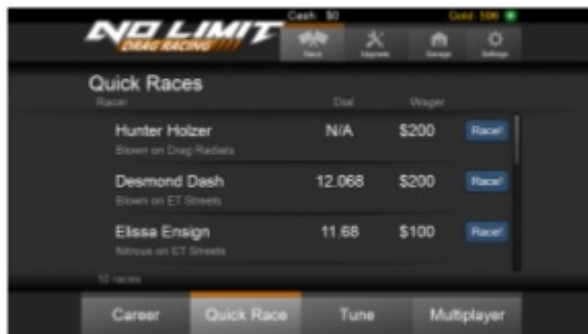 Cash: $0
Gold: 500
NO LIMIT
DRAG RACING
Race
Upgrade
Garage
Settings
Quick Races
Racer Dial Wager
Hunter Holzer N/A $200 Race!
Blown on Drag Radials
Desmond Dash 12.068 $200 Race!
Blown on ET Streets
Elissa Ensign 11.68 $100 Race!
Nitrous on ET Streets
10 races
Career Quick Race Tune Multiplayer